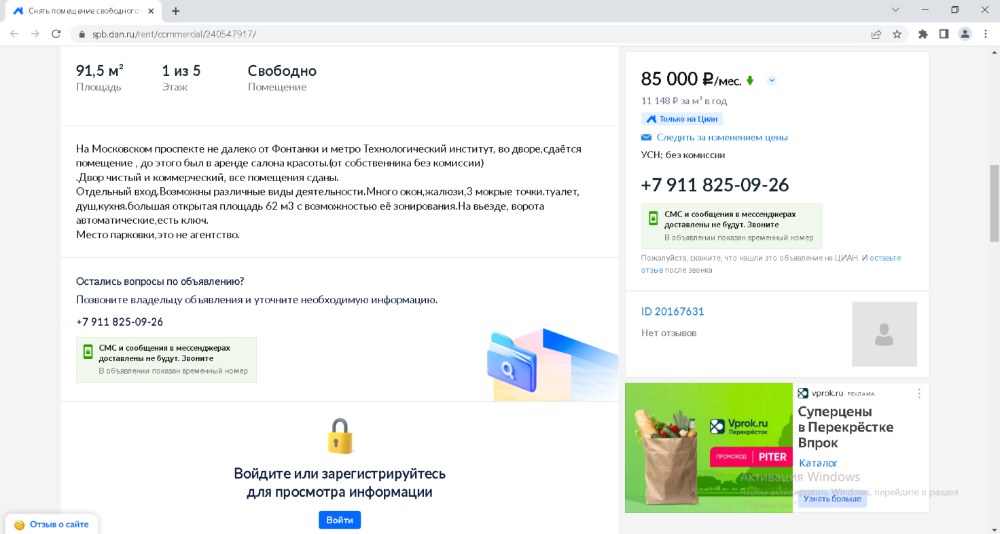 Снять помещение свободного
spb.cian.ru/rent/commercial/240547917/
91,5 м²
Площадь
1 из 5
Этаж
Свободно
Помещение
На Московском проспекте не далеко от Фонтанки и метро Технологический институт, во дворе,сдаётся
помещение , до этого был в аренде салона красоты.(от собственника без комиссии)
.Двор чистый и коммерческий, все помещения сданы.
Отдельный вход.Возможны различные виды деятельности.Много окон,жалюзи,3 мокрые точки.туалет,
душ,кухня.большая открытая площадь 62 м3 с возможностью её зонирования.На вьезде, ворота
автоматические,есть ключ.
Место парковки,это не агентство.
Остались вопросы по объявлению?
Позвоните владельцу объявления и уточните необходимую информацию.
+7 911 825-09-26
СМС и сообщения в мессенджерах
доставлены не будут. Звоните
В объявлении показан временный номер
Войдите или зарегистрируйтесь
для просмотра информации
Войти
Отзыв о сайте
85 000 ₽/мес.
11 148 ₽ за м² в год
Только на Циан
Следить за изменением цены
УСН; без комиссии
+7 911 825-09-26
СМС и сообщения в мессенджерах
доставлены не будут. Звоните
В объявлении показан временный номер
Пожалуйста, скажите, что нашли это объявление на ЦИАН. И оставьте
отзыв после звонка
ID 20167631
Нет отзывов
Vprok.ru
Перекрёсток
ПРОМОКОД PITER
vprok.ru РЕКЛАМА
Суперцены
в Перекрёстке
Впрок
Каталог
Узнать больше
Активация Windows
Чтобы активировать Windows, перейдите в раздел
"Параметры".